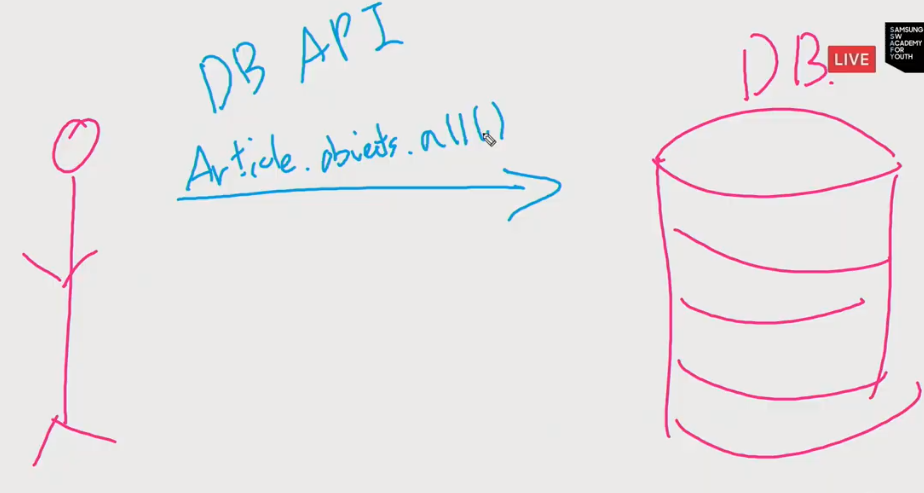 DB API
Article.objects.all()
DB
LIVE
SAMSUNG
SW
ACADEMY
FOR
YOUTH